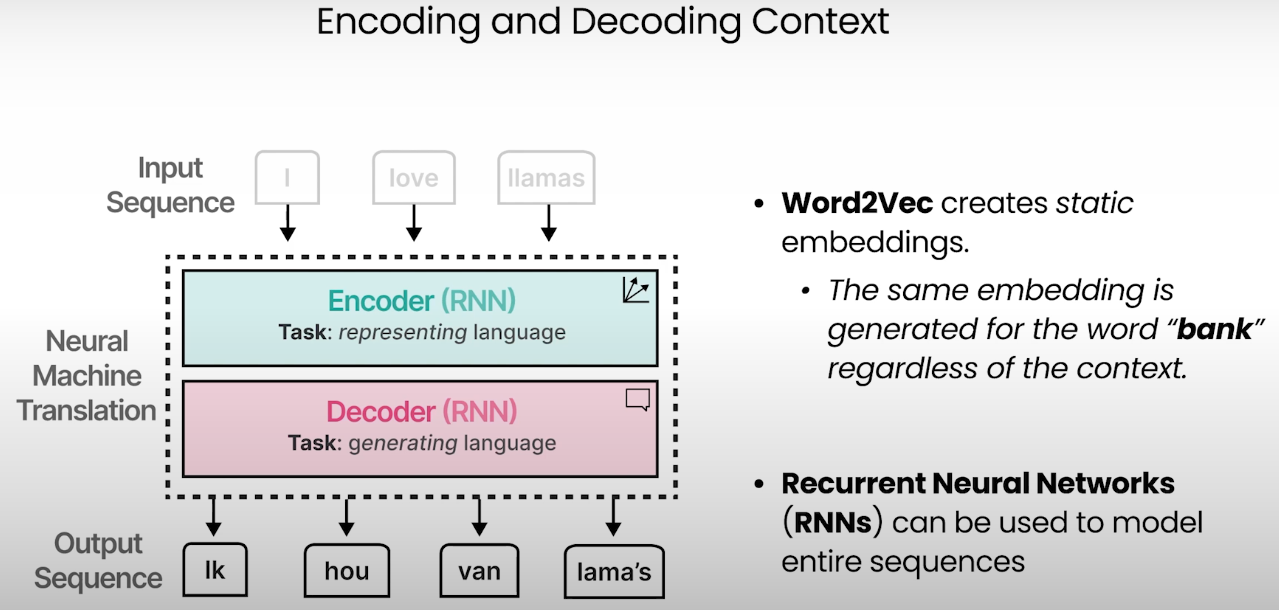 Encoding and Decoding Context
Input
Sequence
I
love
llamas
Neural
Machine
Translation
Encoder (RNN)
Task: representing language
Decoder (RNN)
Task: generating language
Output
Sequence
Ik
hou
van
lama's
• Word2Vec creates static
embeddings.
• The same embedding is
generated for the word “bank”
regardless of the context.
• Recurrent Neural Networks
(RNNs) can be used to model
entire sequences